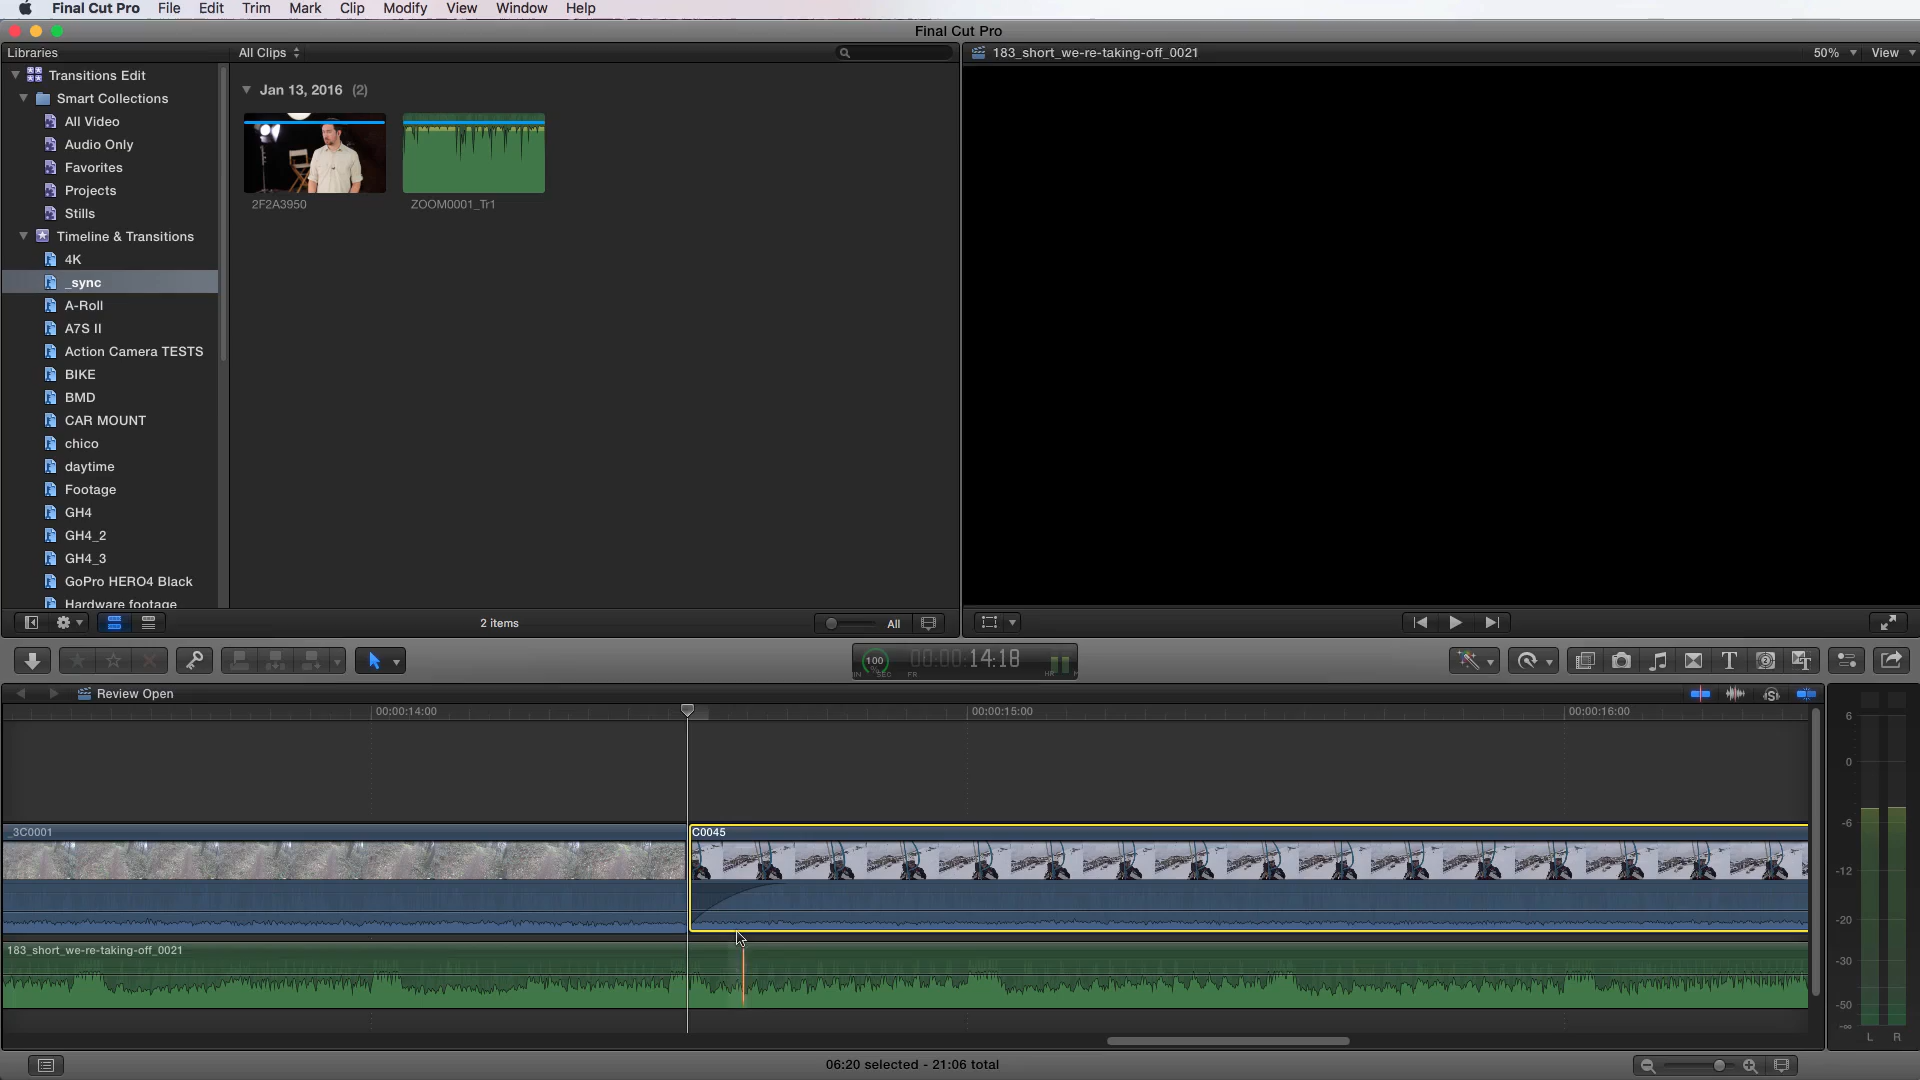 Final Cut Pro File Edit Trim Mark Clip Modify View Window Help
Final Cut Pro
Libraries
All Clips
183_short_we-re-taking-off_0021
50%
View
Transitions Edit
Smart Collections
All Video
Audio Only
Favorites
Projects
Stills
Timeline & Transitions
4K
_sync
A-Roll
A7S II
Action Camera TESTS
BIKE
BMD
CAR MOUNT
chico
daytime
Footage
GH4
GH4_2
GH4_3
GoPro HERO4 Black
Hardware footage
Jan 13, 2016 (2)
2F2A3950
ZOOM0001_Tr1
2 items
All
100
%
00:00:14:18
IN SEC FR HR
Review Open
00:00:14:00
00:00:15:00
00:00:16:00
_3C0001
C0045
183_short_we-re-taking-off_0021
6
0
-6
-12
-20
-30
-50
-∞
L R
06:20 selected - 21:06 total